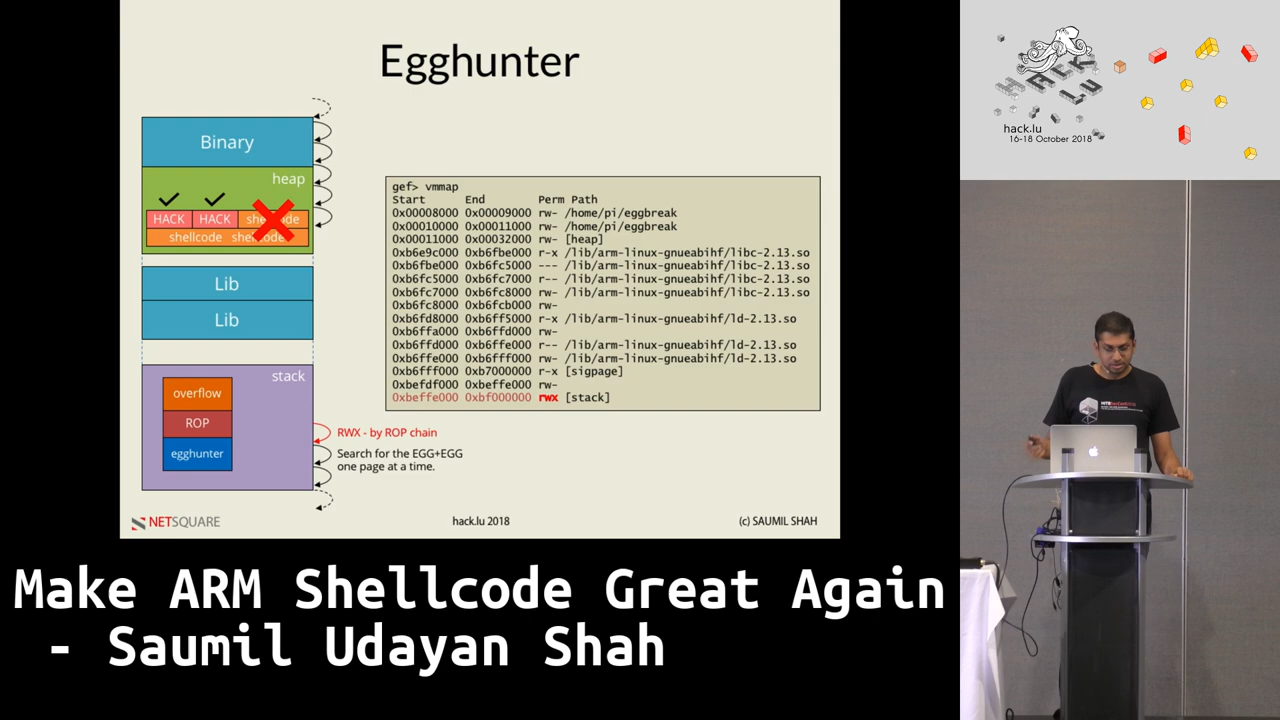 Egghunter
Binary
heap
HACK HACK shellcode
shellcode shellcode
Lib
Lib
stack
overflow
ROP
egghunter
RWX - by ROP chain
Search for the EGG+EGG
one page at a time.
gef> vmmap
Start End Perm Path
0x00008000 0x00009000 rw- /home/pi/eggbreak
0x00010000 0x00011000 rw- /home/pi/eggbreak
0x00011000 0x00032000 rw- [heap]
0xb6e9c000 0xb6fbe000 r-x /lib/arm-linux-gnueabihf/libc-2.13.so
0xb6fbe000 0xb6fc5000 --- /lib/arm-linux-gnueabihf/libc-2.13.so
0xb6fc5000 0xb6fc7000 r-- /lib/arm-linux-gnueabihf/libc-2.13.so
0xb6fc7000 0xb6fc8000 rw- /lib/arm-linux-gnueabihf/libc-2.13.so
0xb6fc8000 0xb6fcb000 rw-
0xb6fd8000 0xb6ff5000 r-x /lib/arm-linux-gnueabihf/ld-2.13.so
0xb6ffa000 0xb6ffd000 rw-
0xb6ffd000 0xb6ffe000 r-- /lib/arm-linux-gnueabihf/ld-2.13.so
0xb6ffe000 0xb6fff000 rw- /lib/arm-linux-gnueabihf/ld-2.13.so
0xb6fff000 0xb7000000 r-x [sigpage]
0xbefdf000 0xbeffe000 rw-
0xbeffe000 0xbf000000 rwx [stack]
NETSQUARE
hack.lu 2018
(c) SAUMIL SHAH
HACK
LU
hack.lu
16-18 October 2018
Make ARM Shellcode Great Again
- Saumil Udayan Shah